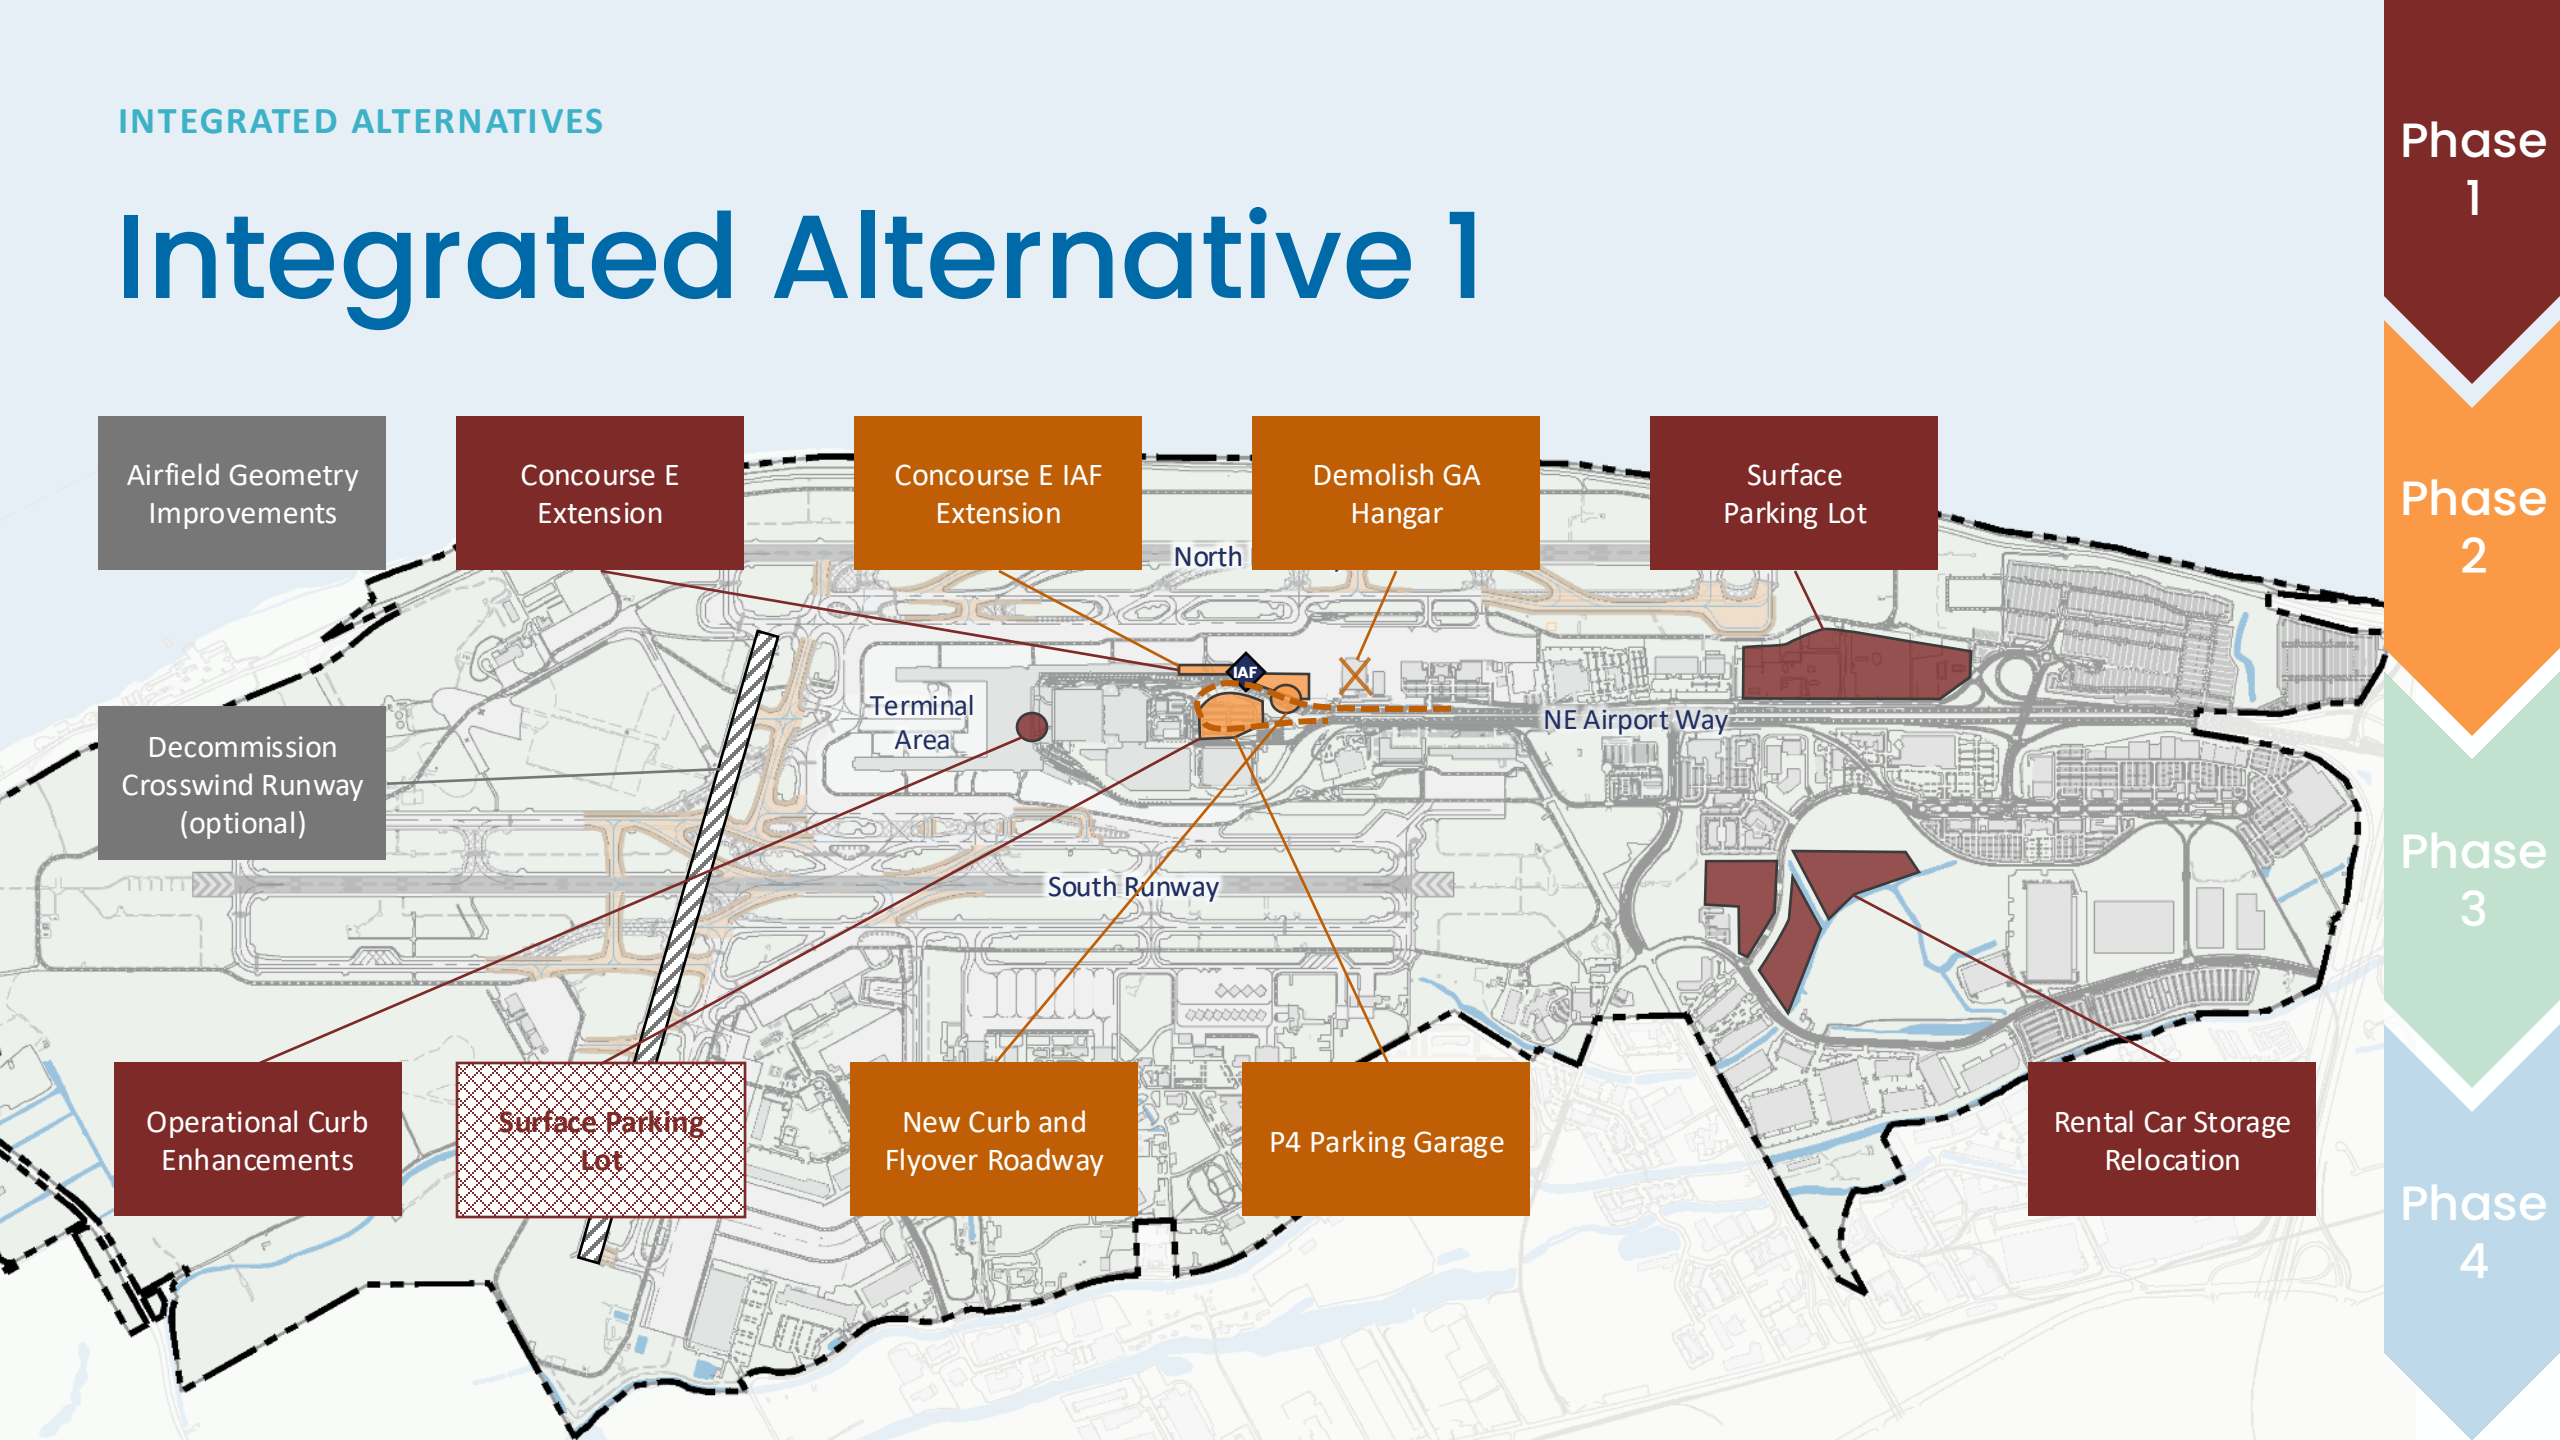 INTEGRATED ALTERNATIVES
Integrated Alternative 1
Phase
1
Phase
2
Phase
3
Phase
4
Airfield Geometry
Improvements
Concourse E
Extension
Concourse E IAF
Extension
Demolish GA
Hangar
Surface
Parking Lot
North
Decommission
Crosswind Runway
(optional)
Terminal
Area
IAF
NE Airport Way
South Runway
Operational Curb
Enhancements
Surface Parking
Lot
New Curb and
Flyover Roadway
P4 Parking Garage
Rental Car Storage
Relocation